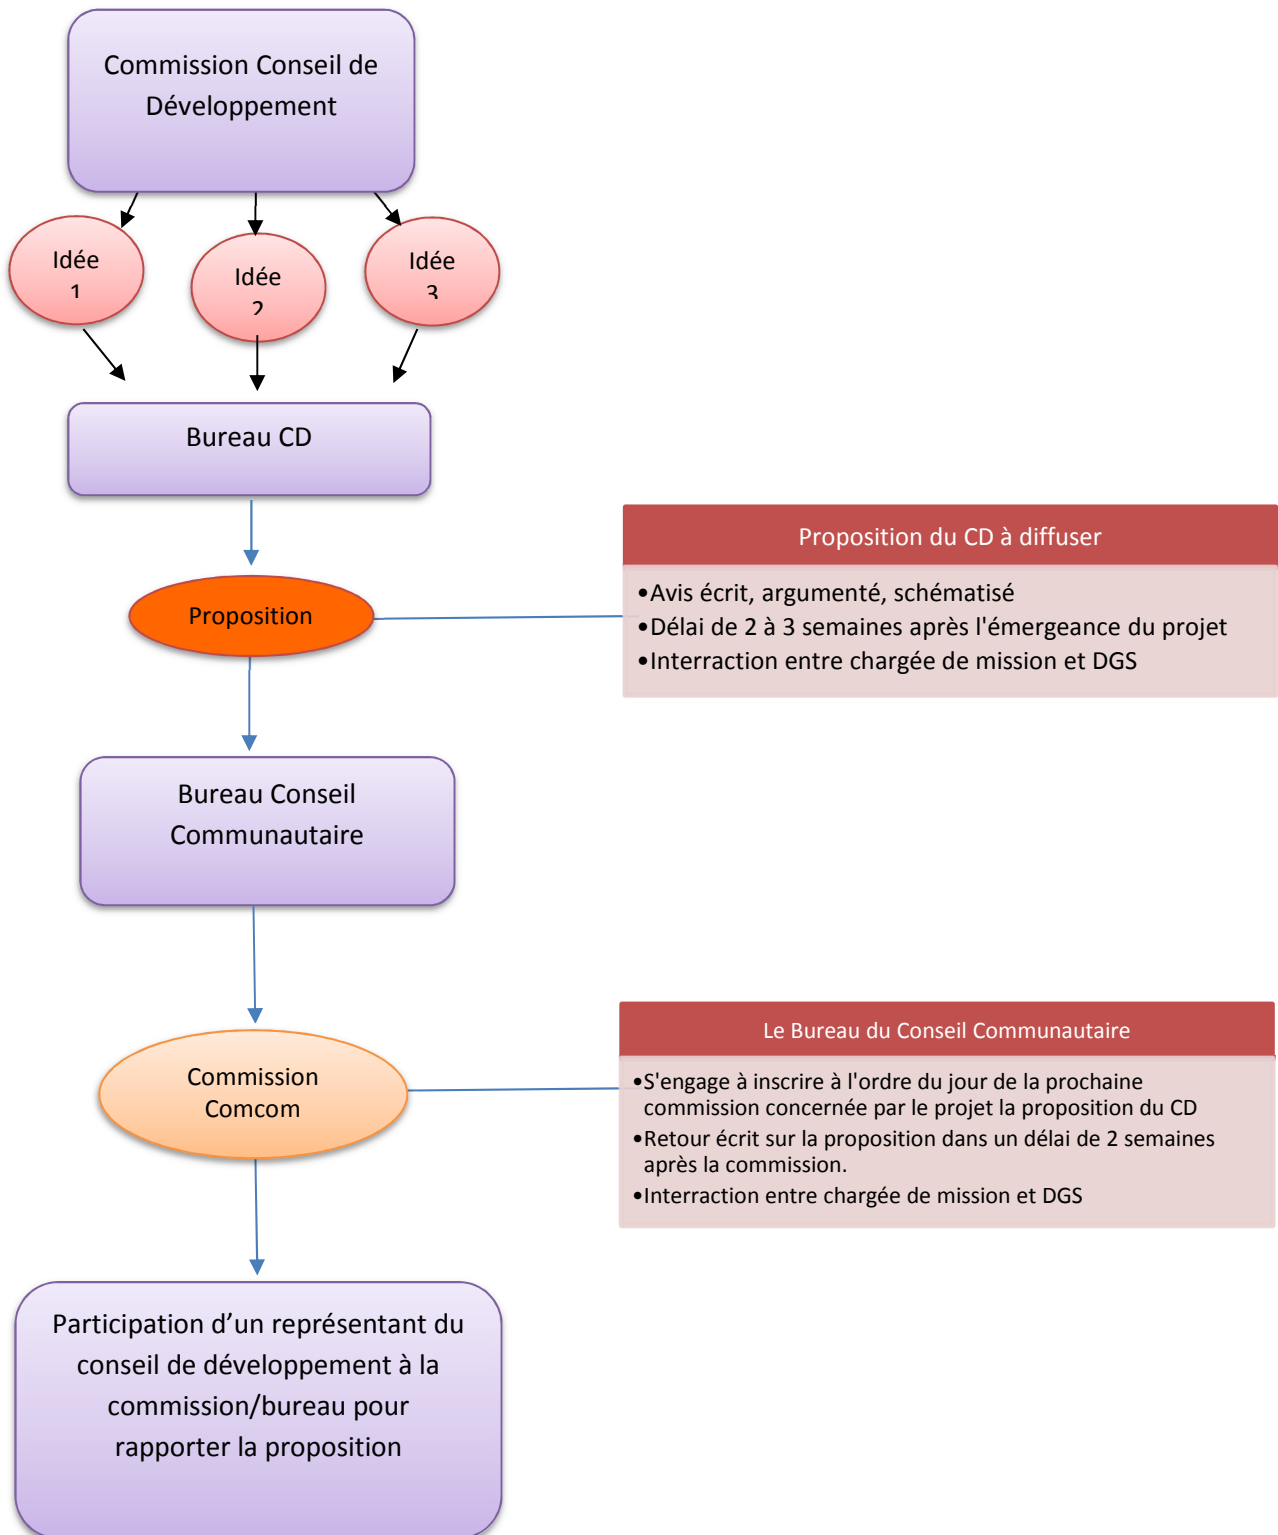 Commission Conseil de
Développement
Idée
1
Idée
2
Idée
3
Bureau CD
Proposition
Proposition du CD à diffuser
•Avis écrit, argumenté, schématisé
•Délai de 2 à 3 semaines après l'émergeance du projet
•Interraction entre chargée de mission et DGS
Bureau Conseil
Communautaire
Commission
Comcom
Le Bureau du Conseil Communautaire
•S'engage à inscrire à l'ordre du jour de la prochaine
commission concernée par le projet la proposition du CD
•Retour écrit sur la proposition dans un délai de 2 semaines
après la commission.
•Interraction entre chargée de mission et DGS
Participation d’un représentant du
conseil de développement à la
commission/bureau pour
rapporter la proposition